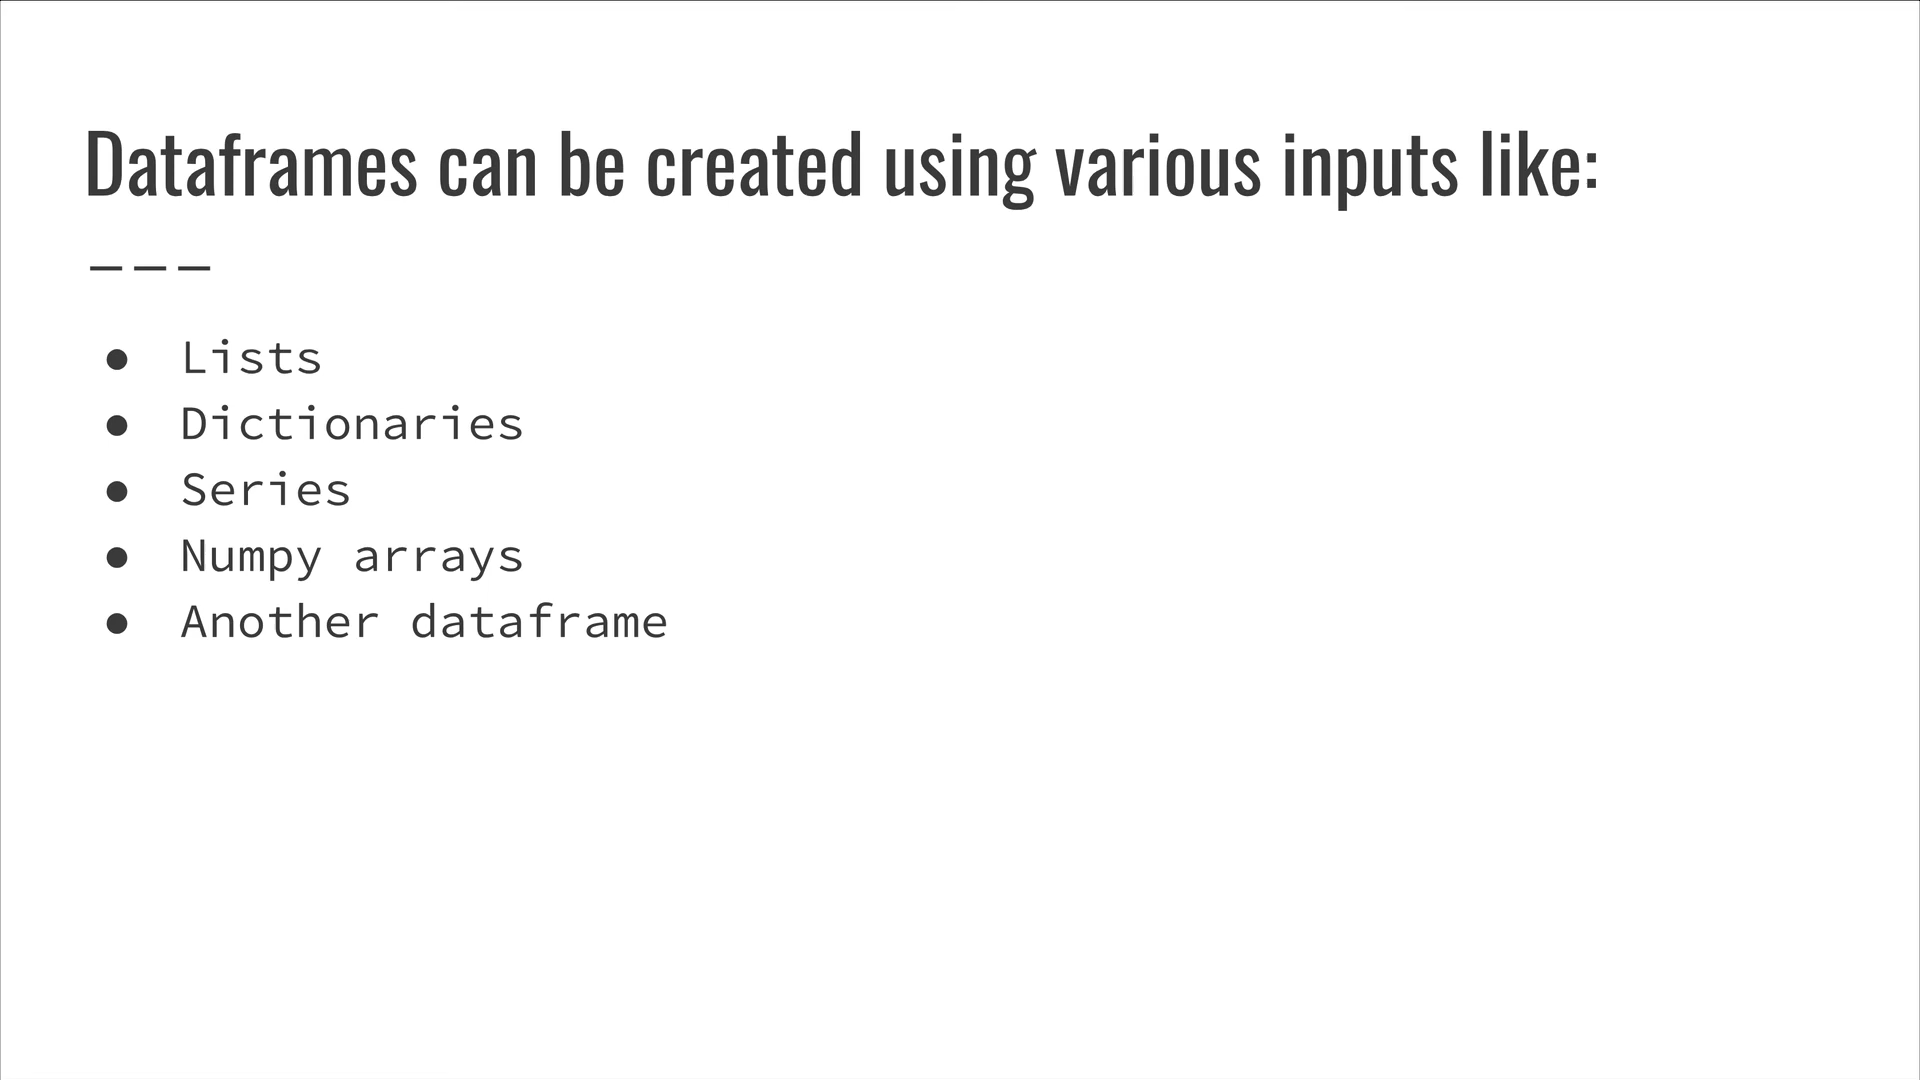 Dataframes can be created using various inputs like:
● Lists
● Dictionaries
● Series
● Numpy arrays
● Another dataframe